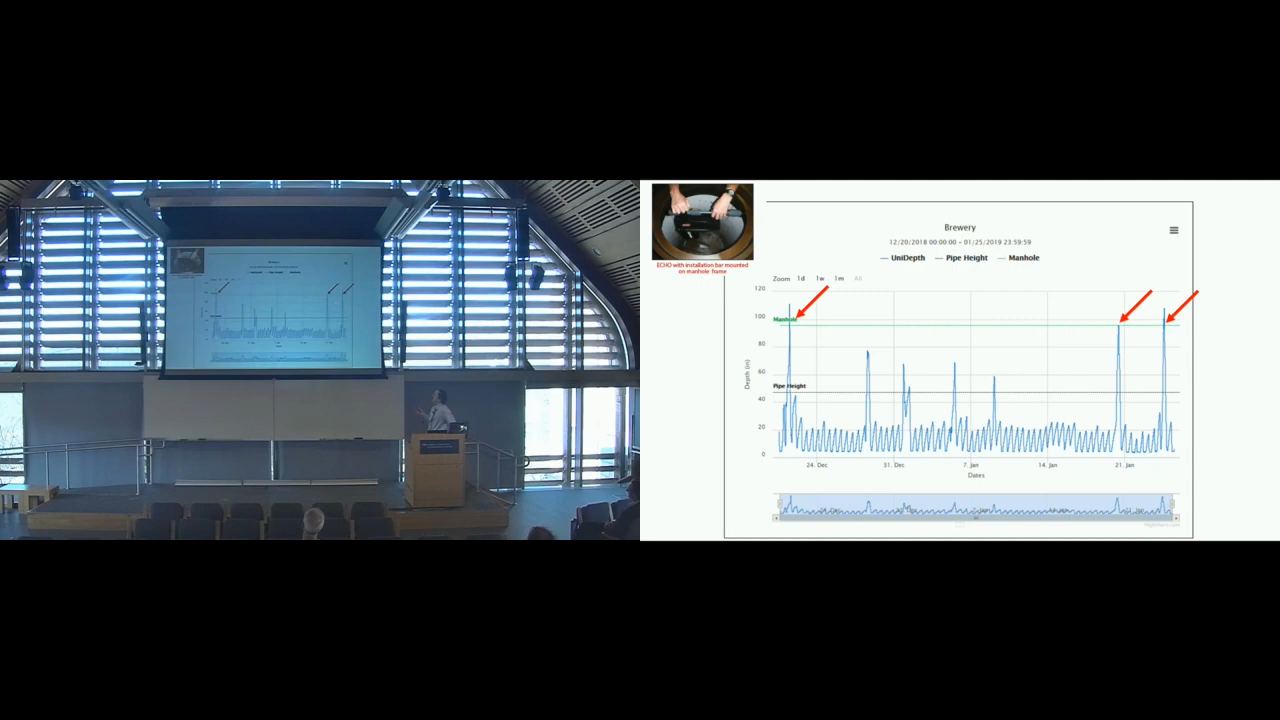 ECHO with installation bar mounted
on manhole frame
Brewery
12/20/2018 00:00:00 - 01/25/2019 23:59:59
UniDepth Pipe Height Manhole
Zoom 1d 1w 1m All
120
100
80
60
40
20
0
Depth (in)
Manhole
Pipe Height
24. Dec 31. Dec 7. Jan 14. Jan 21. Jan
Dates